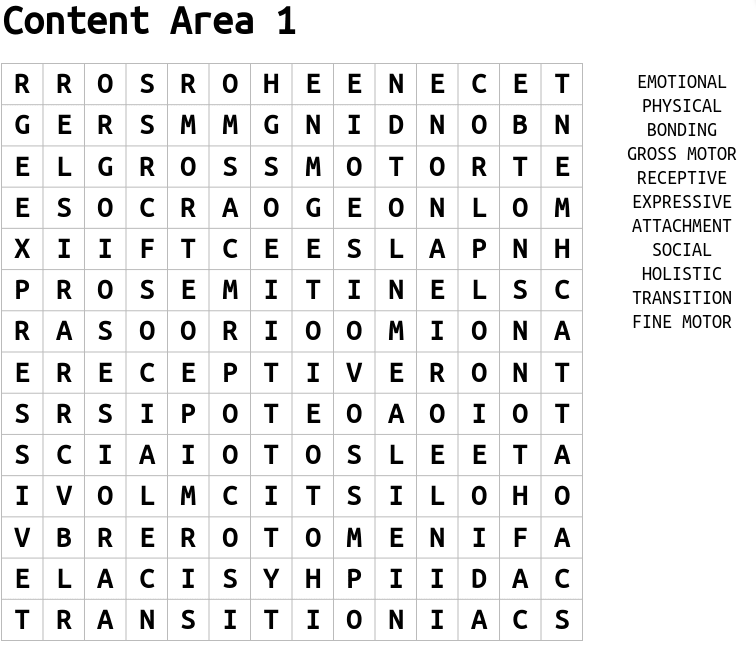 Content Area 1
R R O S R O H E E N E C E T
G E R S M M G N I D N O B N
E L G R O S S M O T O R T E
E S O C R A O G E O N L O M
X I I F T C E E S L A P N H
P R O S E M I T I N E L S C
R A S O O R I O O M I O N A
E R E C E P T I V E R O N T
S R S I P O T E O A O I O T
S C I A I O T O S L E E T A
I V O L M C I T S I L O H O
V B R E R O T O M E N I F A
E L A C I S Y H P I I D A C
T R A N S I T I O N I A C S
EMOTIONAL
PHYSICAL
BONDING
GROSS MOTOR
RECEPTIVE
EXPRESSIVE
ATTACHMENT
SOCIAL
HOLISTIC
TRANSITION
FINE MOTOR